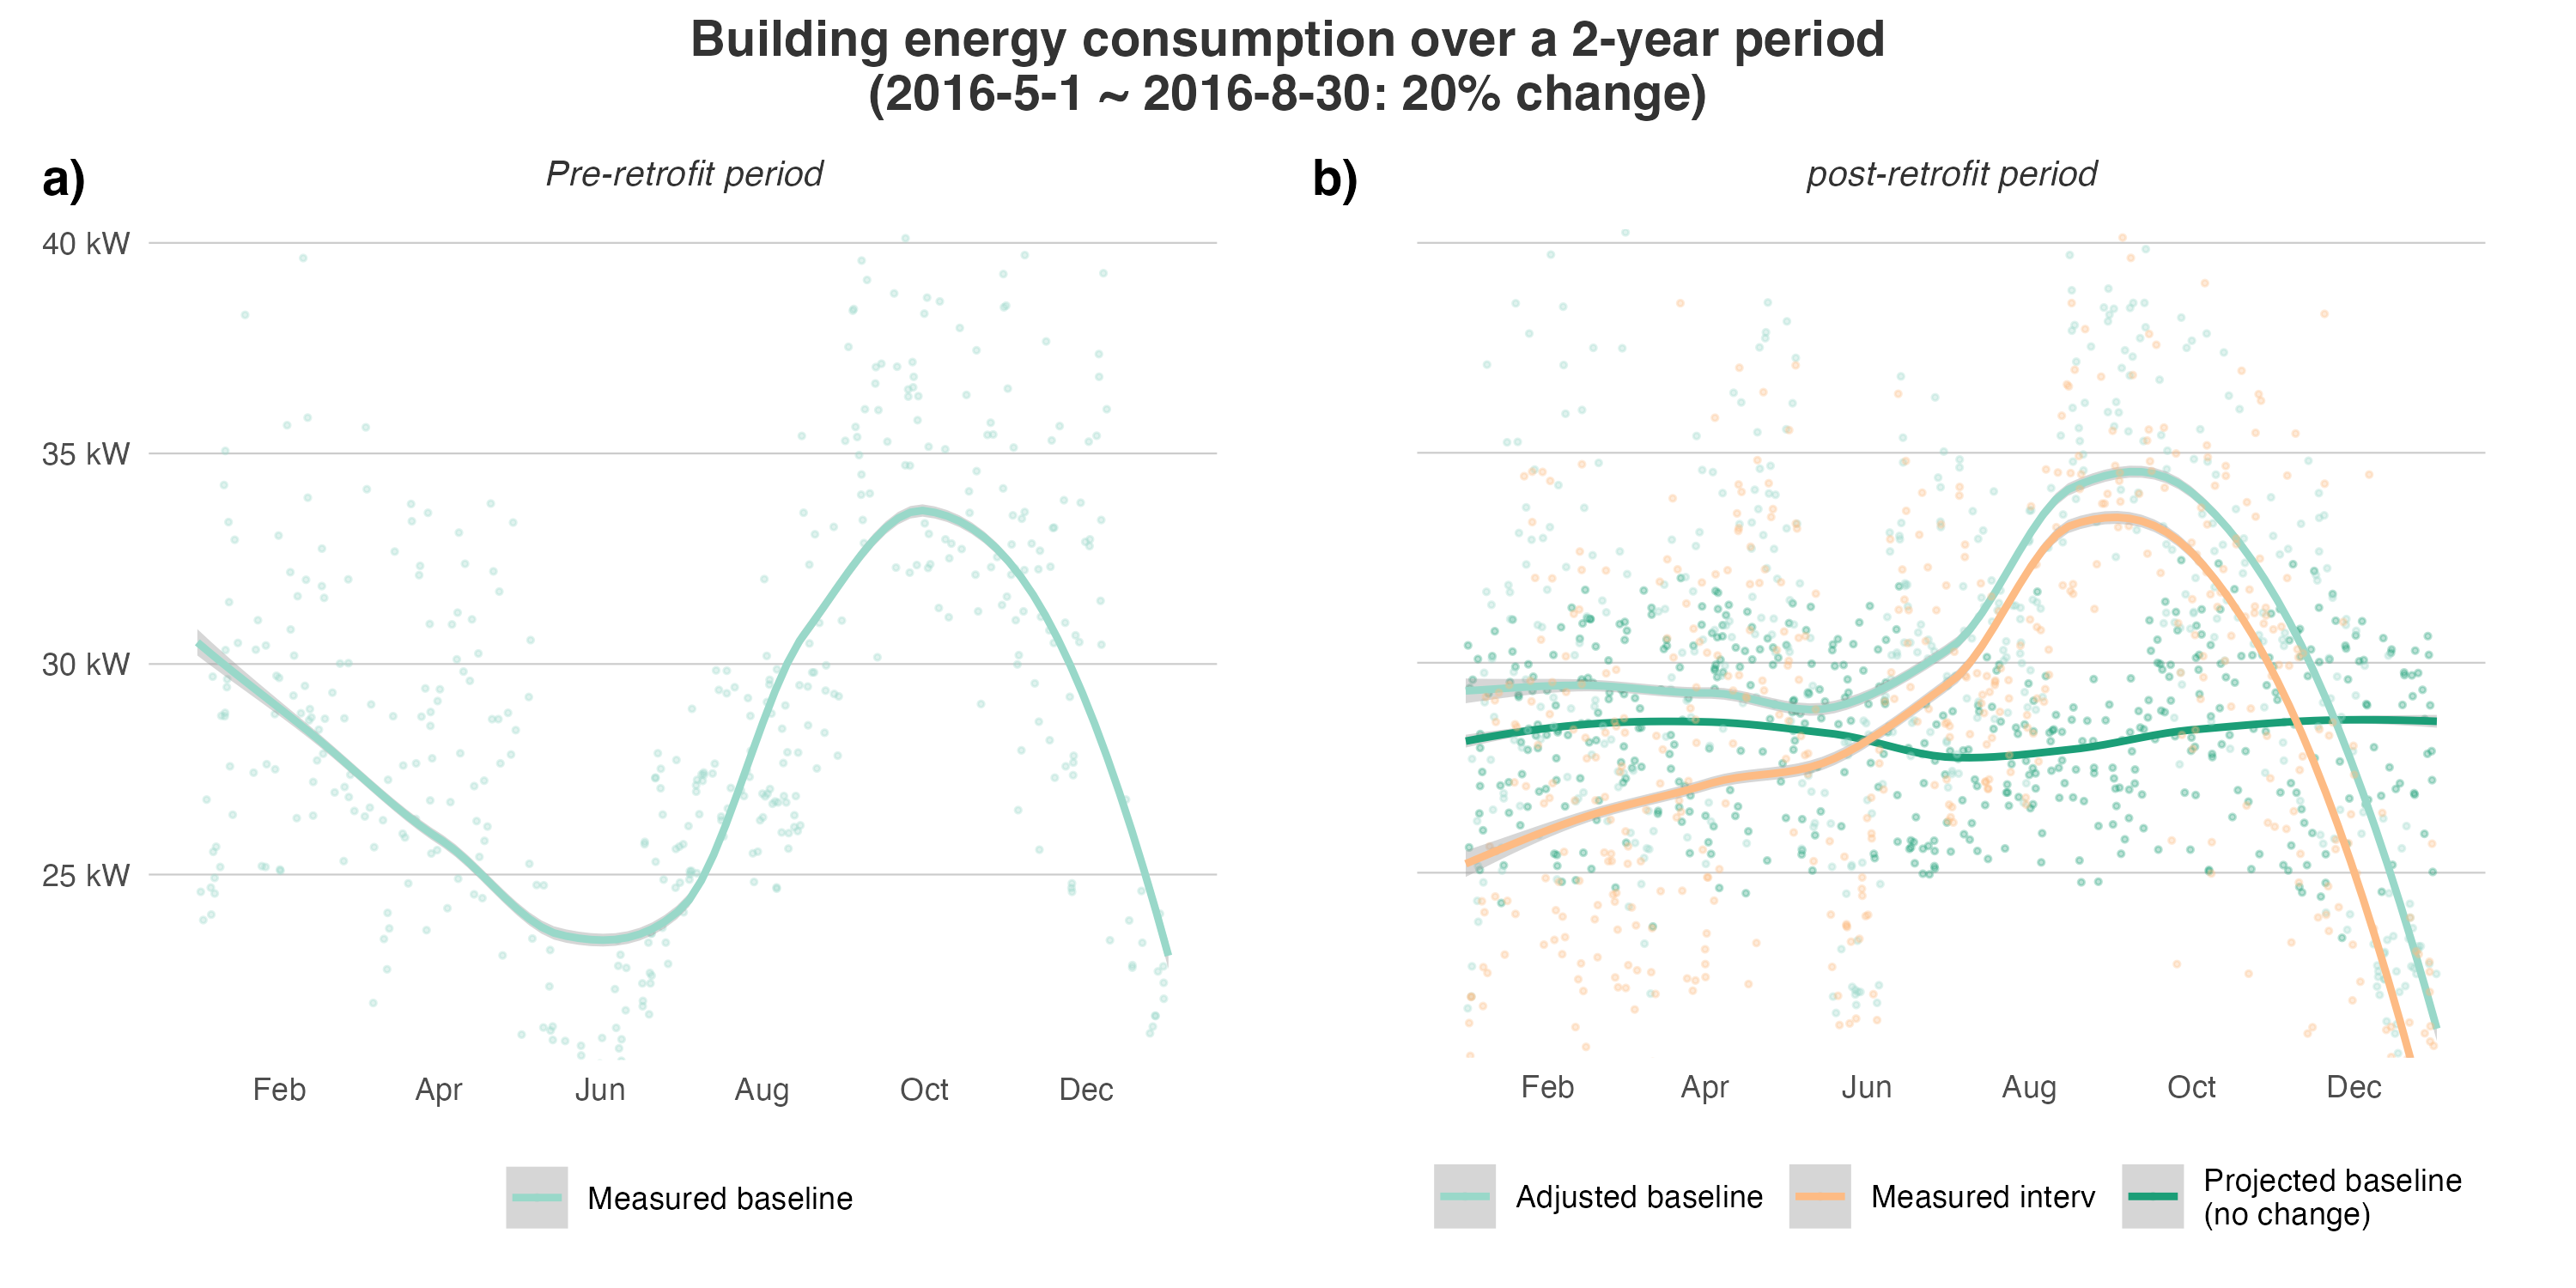 Building energy consumption over a 2-year period
(2016-5-1 ~ 2016-8-30: 20% change)
a)
Pre-retrofit period
40 kW
35 kW
30 kW
25 kW
Feb Apr Jun Aug Oct Dec
Measured baseline
b)
post-retrofit period
Feb Apr Jun Aug Oct Dec
Adjusted baseline
Measured interv
Projected baseline
(no change)